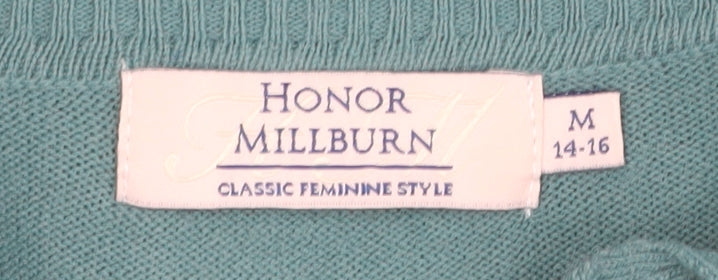 HONOR
MILLBURN
CLASSIC FEMININE STYLE
M
14-16